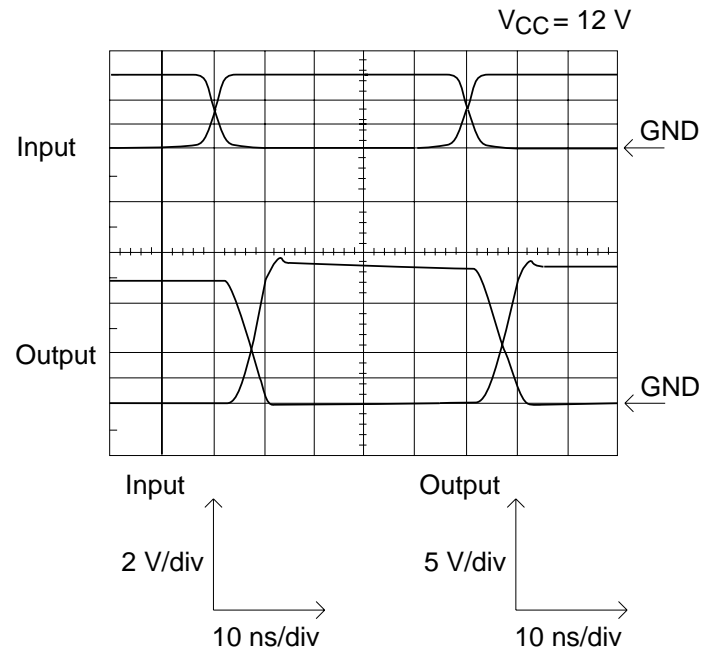 VCC = 12 V
Input
GND
Output
GND
Input
Output
2 V/div
5 V/div
10 ns/div
10 ns/div